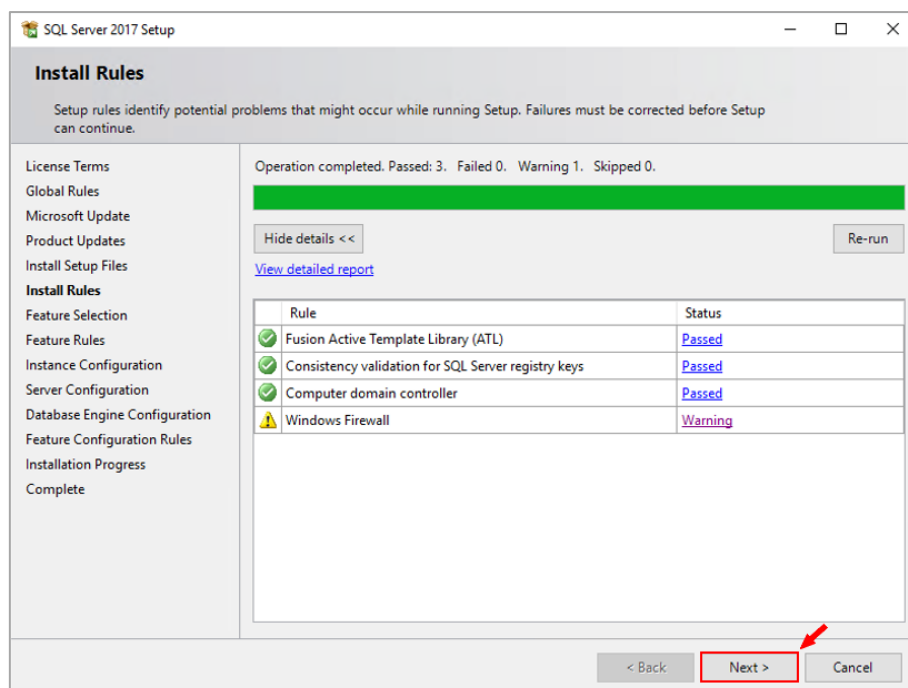 SQL Server 2017 Setup
Install Rules
Setup rules identify potential problems that might occur while running Setup. Failures must be corrected before Setup
can continue.
License Terms
Global Rules
Microsoft Update
Product Updates
Install Setup Files
Install Rules
Feature Selection
Feature Rules
Instance Configuration
Server Configuration
Database Engine Configuration
Feature Configuration Rules
Installation Progress
Complete
Operation completed. Passed: 3. Failed 0. Warning 1. Skipped 0.
Hide details <<
Re-run
View detailed report
Rule Status
Fusion Active Template Library (ATL) Passed
Consistency validation for SQL Server registry keys Passed
Computer domain controller Passed
Windows Firewall Warning
< Back Next > Cancel